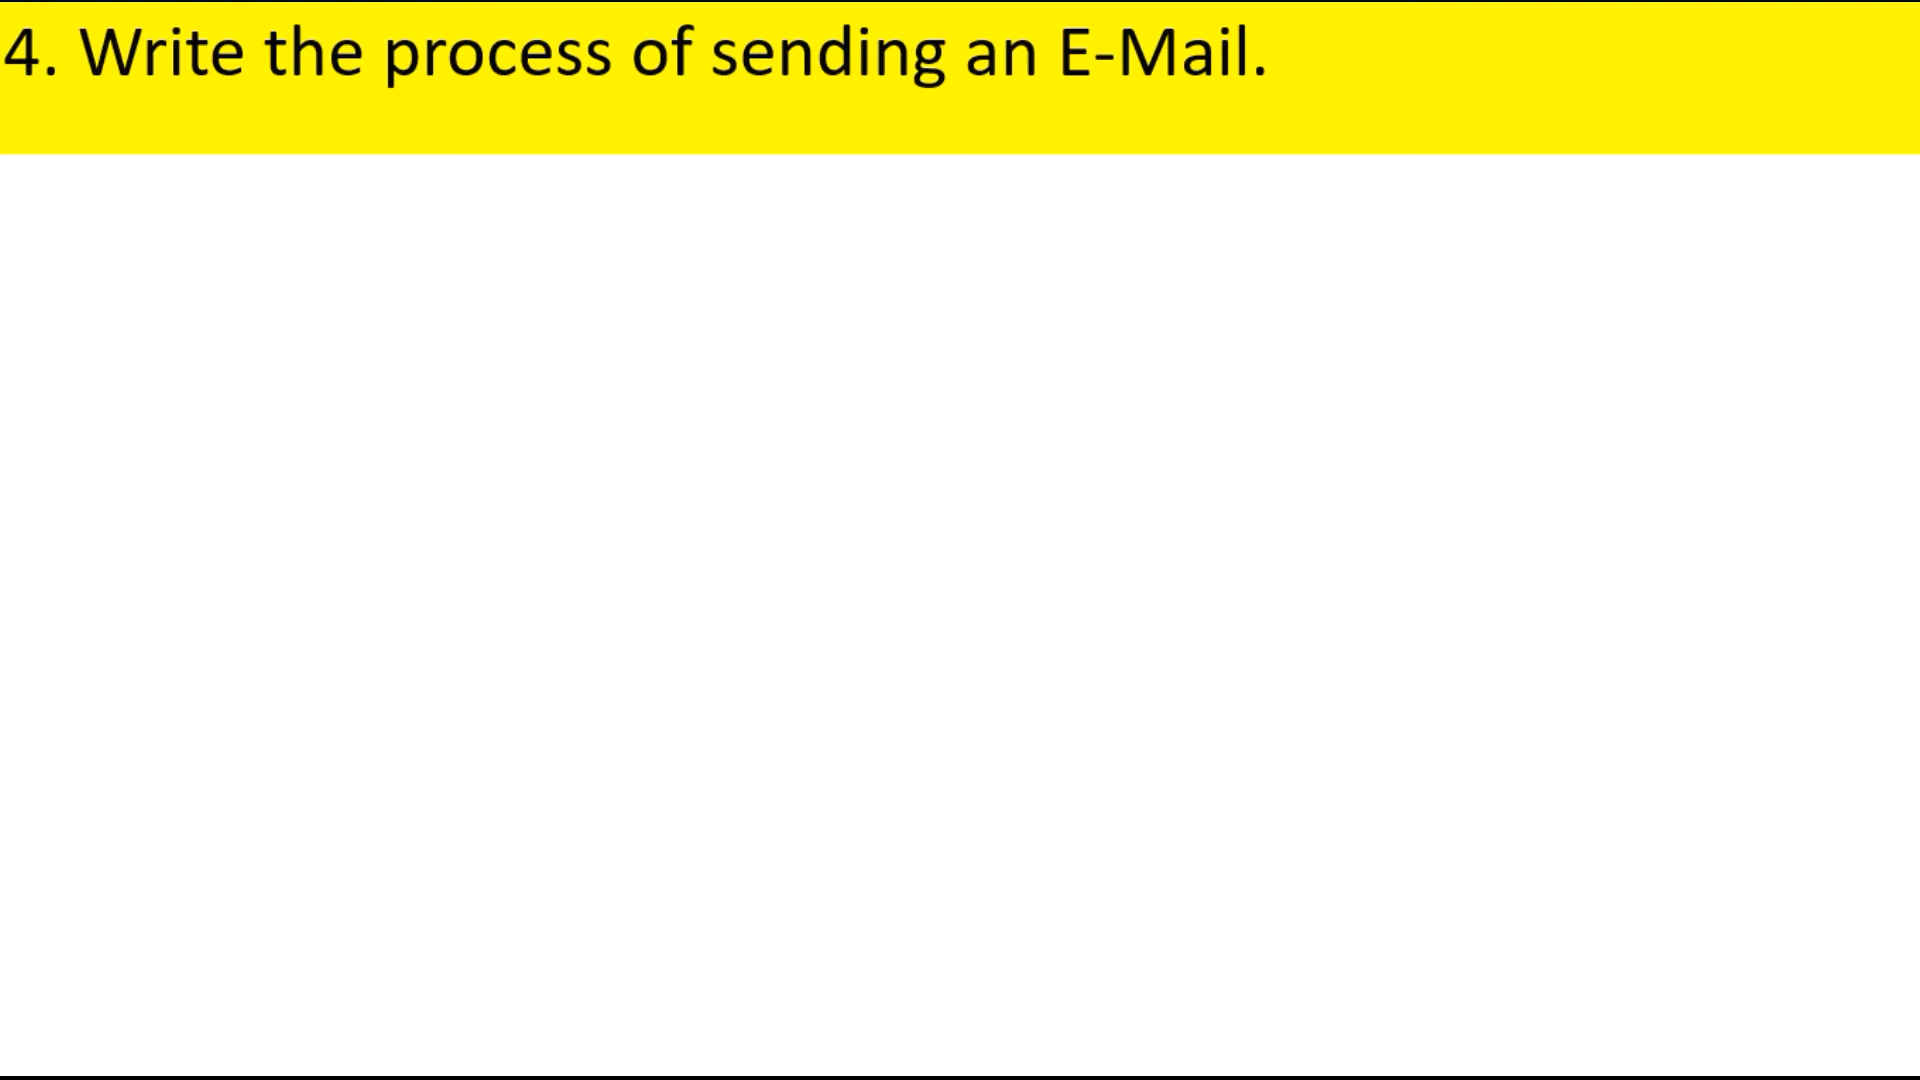 4. Write the process of sending an E-Mail.